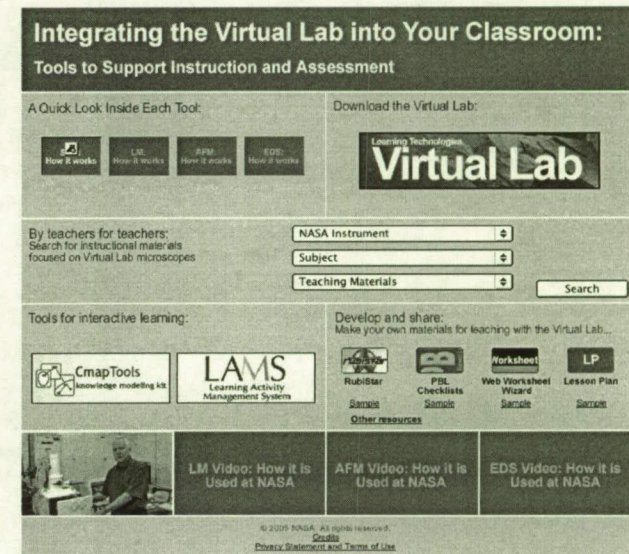 Integrating the Virtual Lab into Your Classroom:
Tools to Support Instruction and Assessment
A Quick Look Inside Each Tool:
How it works
LM:
How it works
AFM:
How it works
EDS:
How it works
Download the Virtual Lab:
Learning Technologies
Virtual Lab
By teachers for teachers:
Search for instructional materials
focused on Virtual Lab microscopes
NASA Instrument
Subject
Teaching Materials
Search
Tools for interactive learning:
CmapTools
knowledge modeling kit
LAMS
Learning Activity
Management System
Develop and share:
Make your own materials for teaching with the Virtual Lab...
RubiStar
RubiStar
Sample
PBL
Checklists
Sample
Worksheet
Web Worksheet
Wizard
Sample
LP
Lesson Plan
Sample
Other resources
LM Video: How it is
Used at NASA
AFM Video: How it is
Used at NASA
EDS Video: How it is
Used at NASA
© 2005 NASA. All rights reserved.
Credits
Privacy Statement and Terms of Use